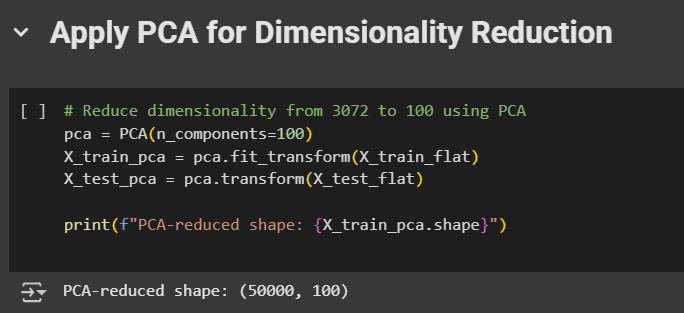 Apply PCA for Dimensionality Reduction
[ ] # Reduce dimensionality from 3072 to 100 using PCA
pca = PCA(n_components=100)
X_train_pca = pca.fit_transform(X_train_flat)
X_test_pca = pca.transform(X_test_flat)
print(f"PCA-reduced shape: {X_train_pca.shape}")
PCA-reduced shape: (50000, 100)